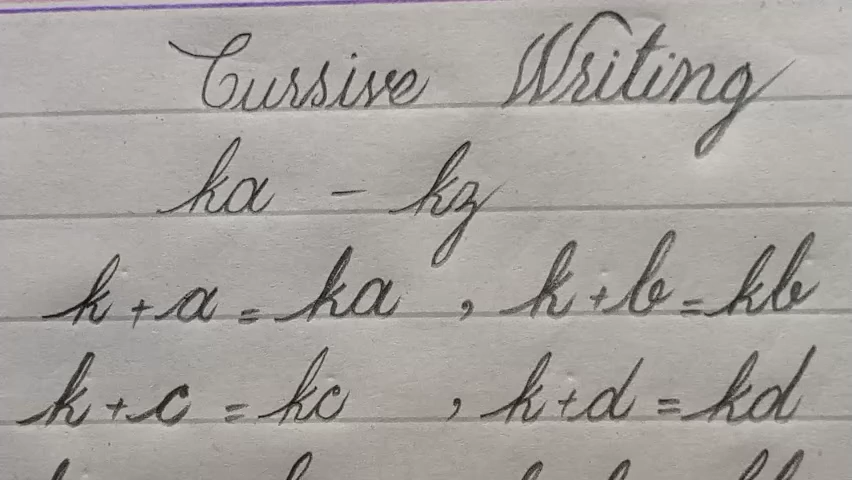 Cursive Writing
ka - kz
k + a = ka , k + b = kb
k + c = kc , k + d = kd